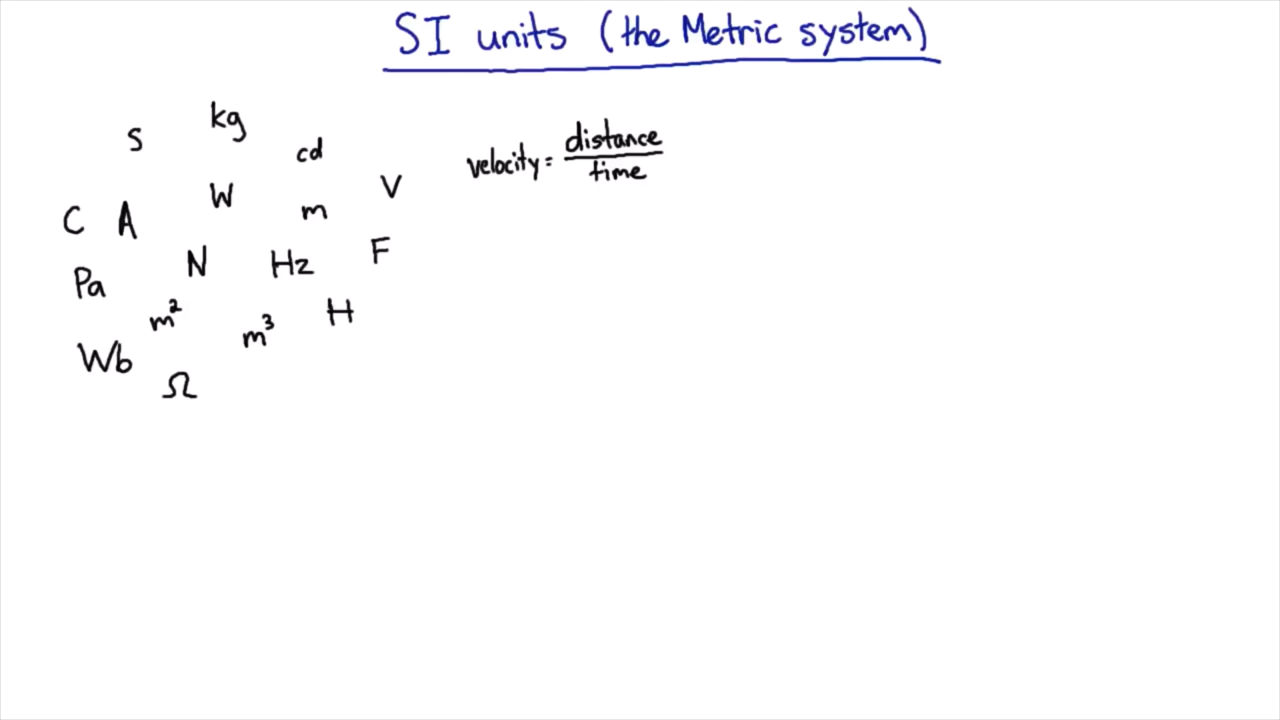 SI units (the Metric system)
s kg cd
C A W m V
Pa N Hz F
m² m³ H
Wb Ω
velocity = distance
time